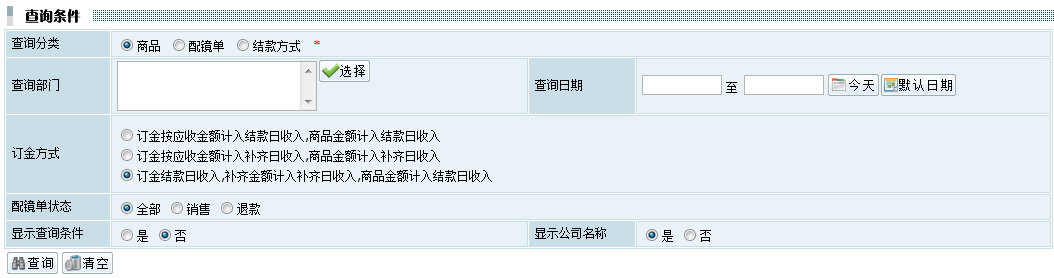 查询条件
查询分类 商品 配镜单 结款方式 *
查询部门 选择 查询日期 至 今天 默认日期
订金方式
订金按应收金额计入结款日收入,商品金额计入结款日收入
订金按应收金额计入补齐日收入,商品金额计入补齐日收入
订金结款日收入,补齐金额计入补齐日收入,商品金额计入结款日收入
配镜单状态 全部 销售 退款
显示查询条件 是 否 显示公司名称 是 否
查询 清空